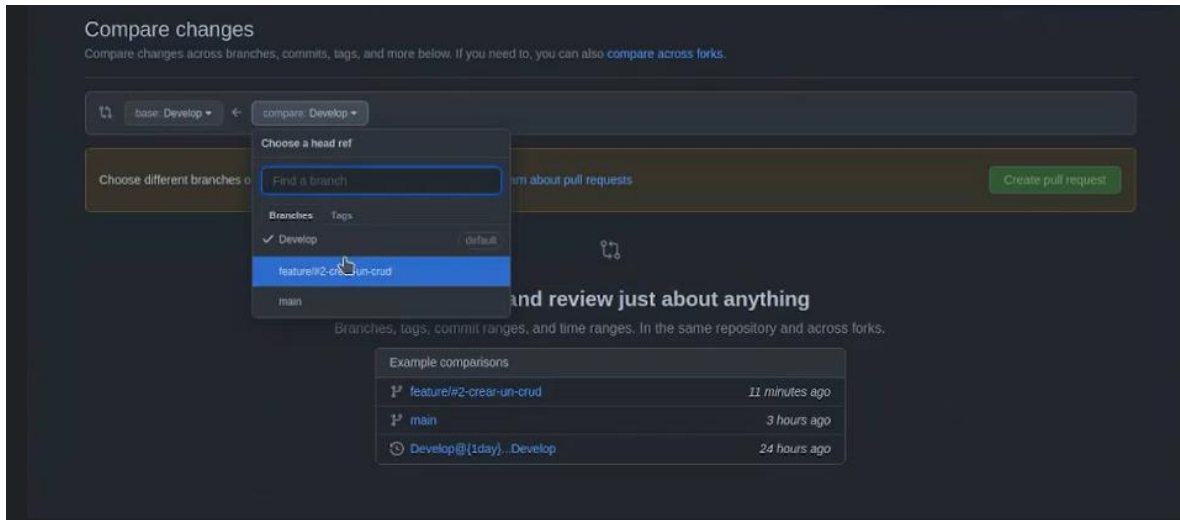 Compare changes
Compare changes across branches, commits, tags, and more below. If you need to, you can also compare across forks.
base: Develop compare: Develop
Choose a head ref
Find a branch
Choose different branches o
rn about pull requests
Create pull request
Branches Tags
Develop default
feature/#2-crear-un-crud
main
and review just about anything
Branches, tags, commit ranges, and time ranges. In the same repository and across forks.
Example comparisons
feature/#2-crear-un-crud 11 minutes ago
main 3 hours ago
Develop@{1day}...Develop 24 hours ago